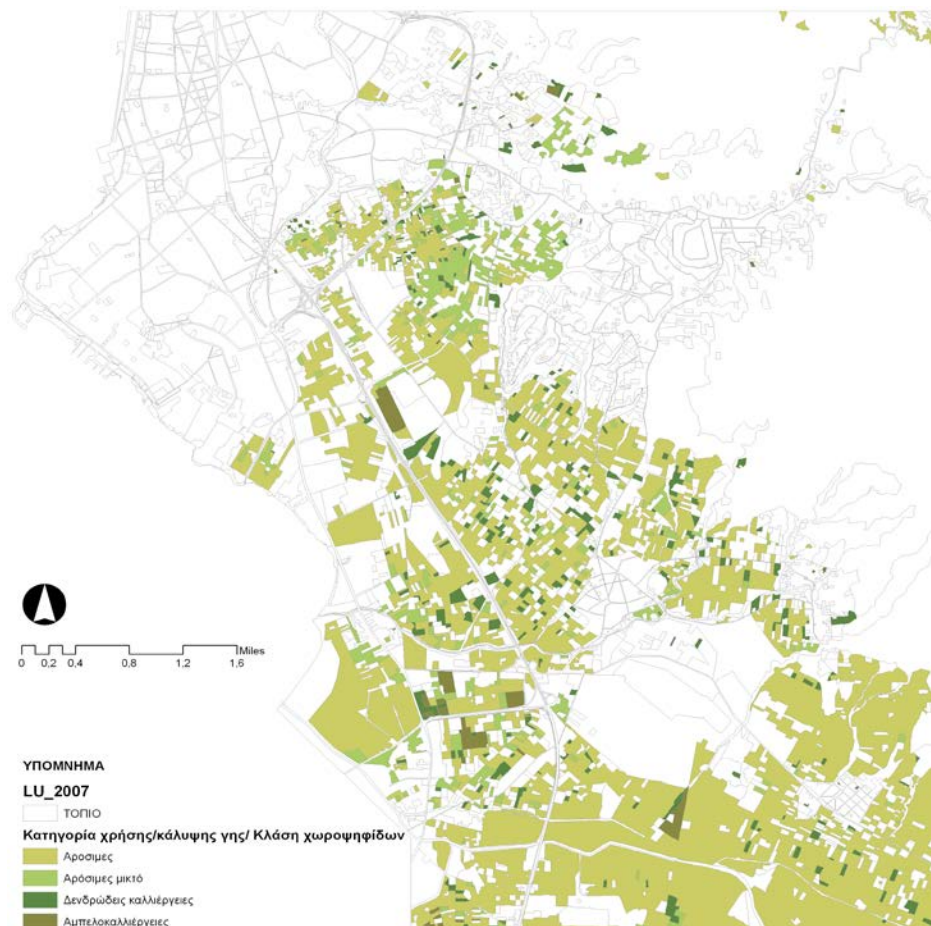 0 0,2 0,4 0,8 1,2 1,6 Miles
ΥΠΟΜΝΗΜΑ
LU_2007
ΤΟΠΙΟ
Κατηγορία χρήσης/κάλυψης γης/ Κλάση χωροψηφίδων
Αροσιμες
Αρόσιμες μικτό
Δενδρώδεις καλλιέργειες
Αμπελοκαλλιέργειες